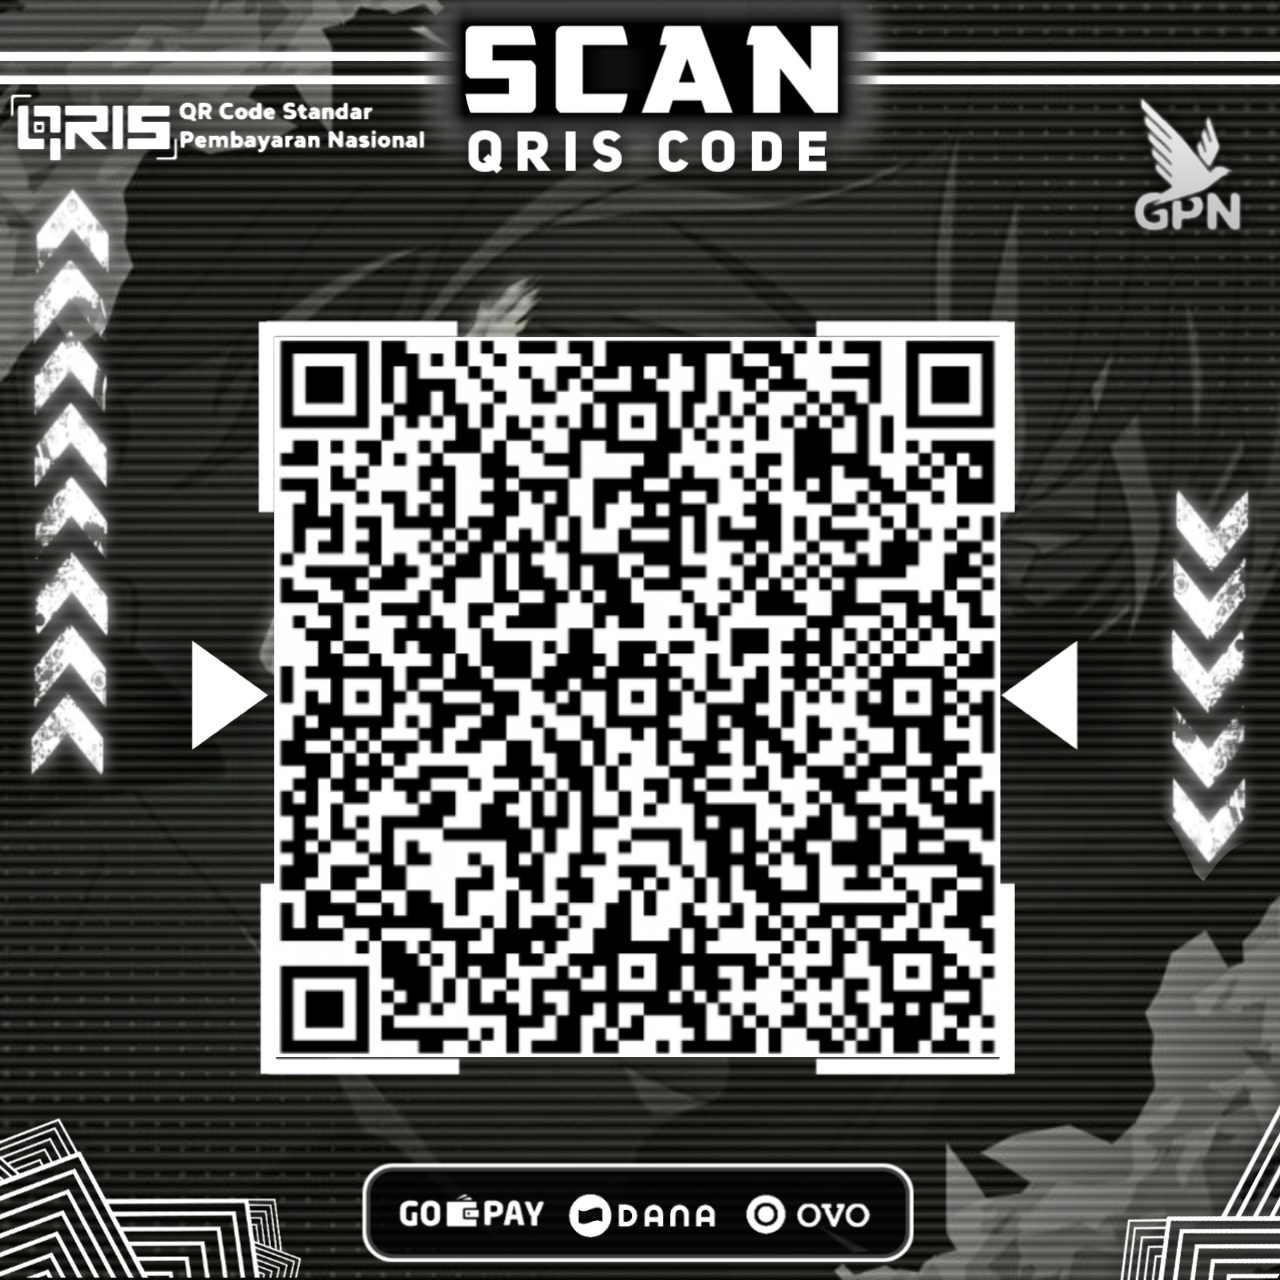 SCAN
QRIS CODE
QRIS QR Code Standar
Pembayaran Nasional
GPN
GOPAY DANA OVO